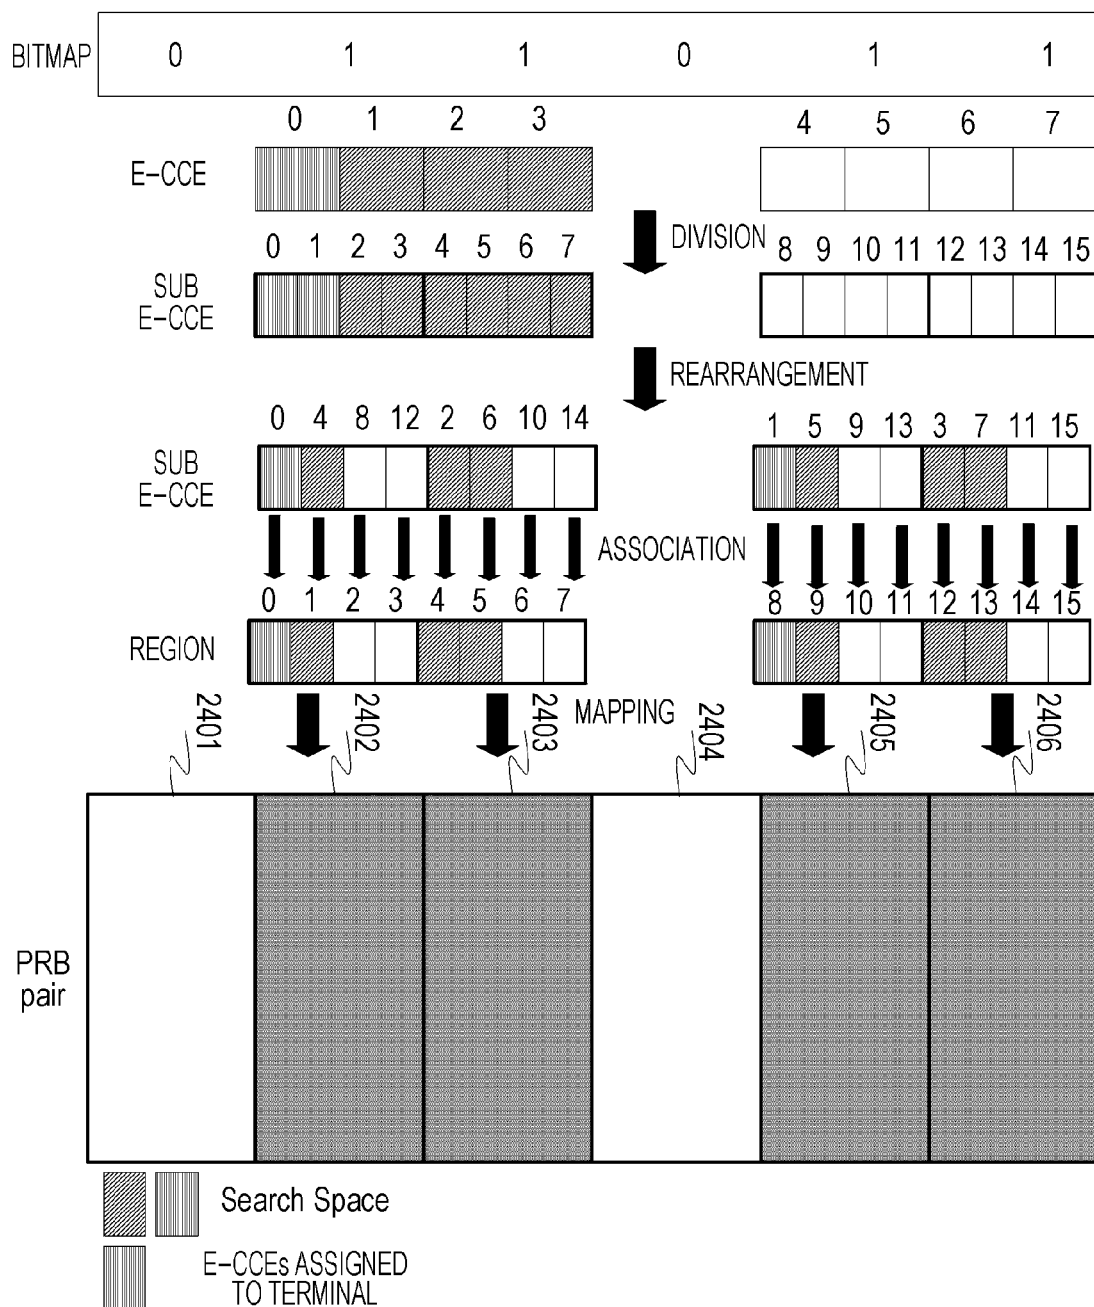 BITMAP 0 1 1 0 1 1
0 1 2 3 4 5 6 7
E-CCE
DIVISION
0 1 2 3 4 5 6 7 8 9 10 11 12 13 14 15
SUB
E-CCE
REARRANGEMENT
0 4 8 12 2 6 10 14 1 5 9 13 3 7 11 15
SUB
E-CCE
ASSOCIATION
0 1 2 3 4 5 6 7 8 9 10 11 12 13 14 15
REGION
MAPPING
2401 2402 2403 2404 2405 2406
PRB
pair
Search Space
E-CCEs ASSIGNED
TO TERMINAL